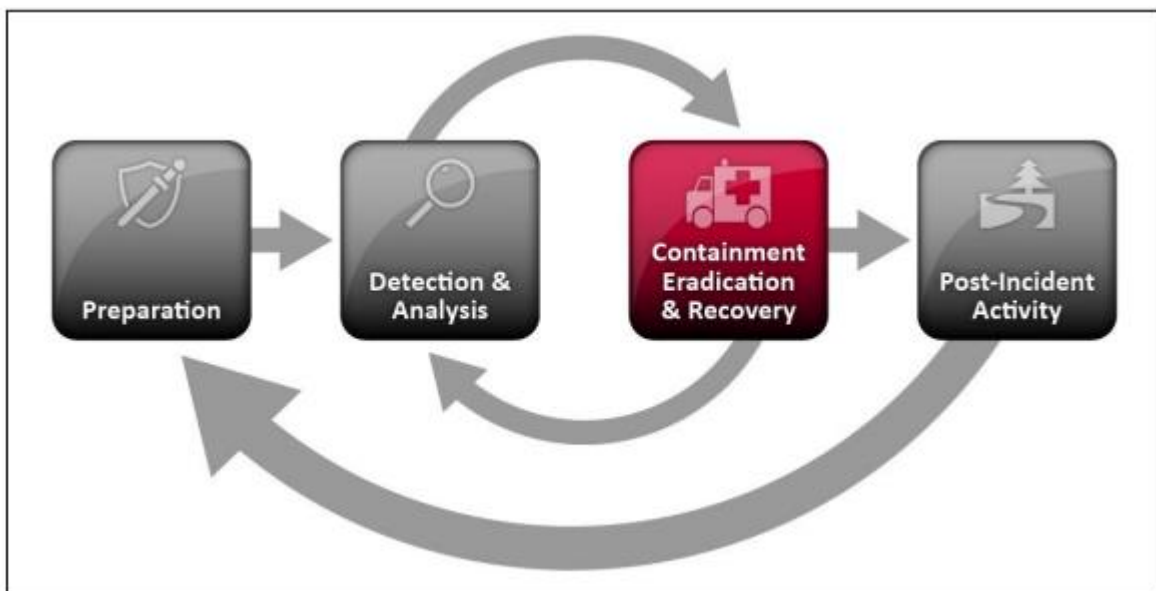 Preparation
Detection &
Analysis
Containment
Eradication
& Recovery
Post-Incident
Activity